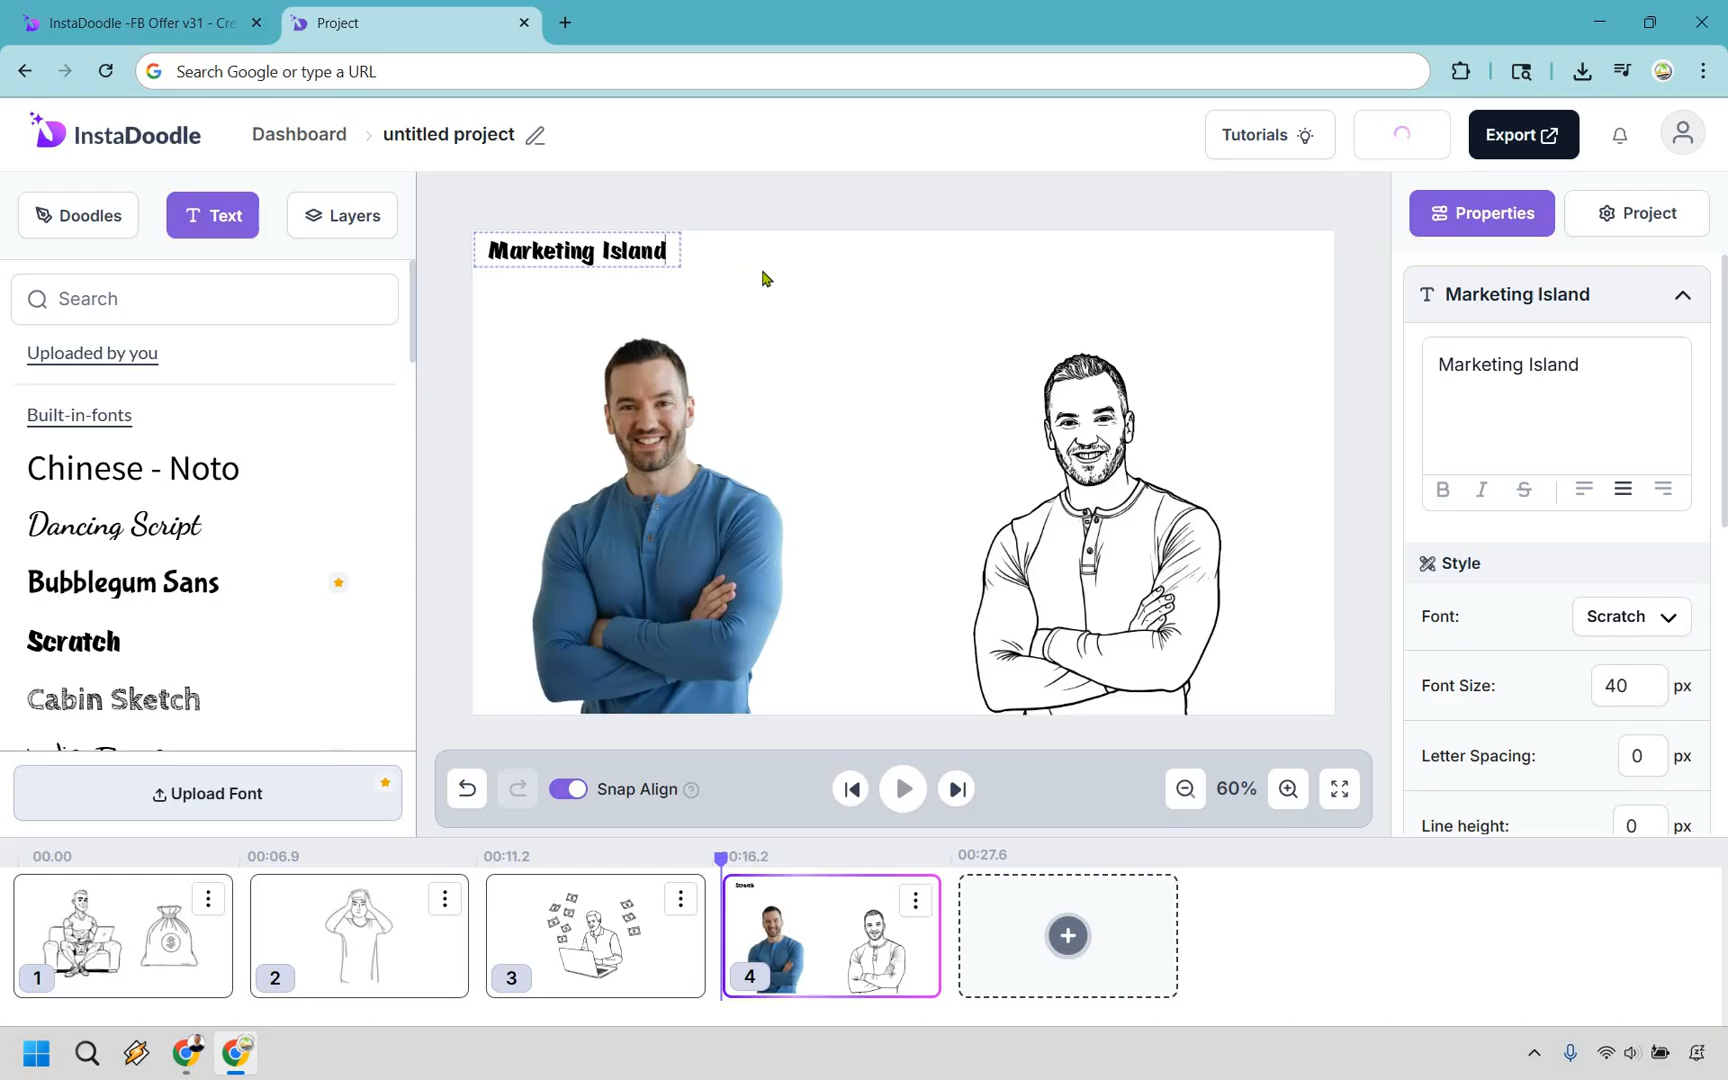 InstaDoodle -FB Offer v31 - Cre
Project
Search Google or type a URL
InstaDoodle
Dashboard
untitled project
Tutorials
Export
Doodles
Text
Layers
Properties
Project
Search
Uploaded by you
Built-in-fonts
Chinese - Noto
Dancing Script
Bubblegum Sans
Scratch
Cabin Sketch
Upload Font
Marketing Island
Marketing Island
Marketing Island
B I S
Style
Font: Scratch
Font Size: 40 px
Letter Spacing: 0 px
Line height: 0 px
Snap Align
60%
00.00
00:06.9
00:11.2
00:16.2
00:27.6
Scratch
1
2
3
4